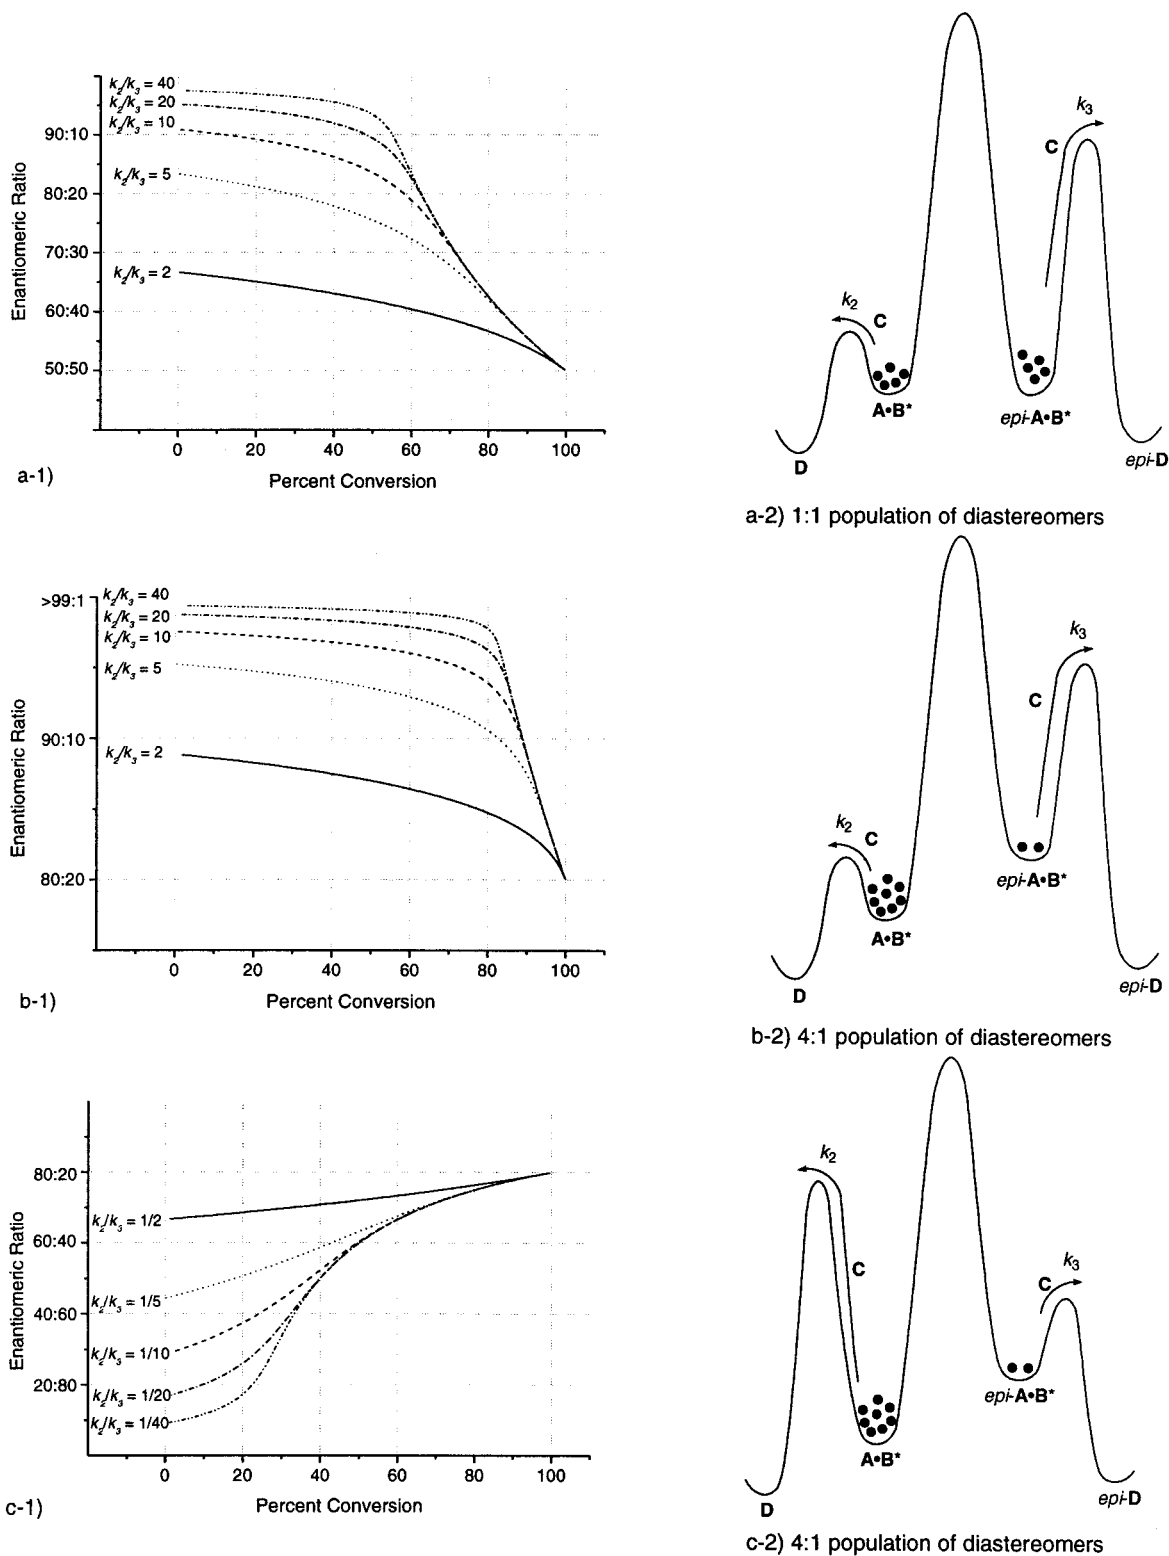 k2/k3 = 40
k2/k3 = 20
k2/k3 = 10
k2/k3 = 5
k2/k3 = 2
90:10
80:20
70:30
60:40
50:50
Enantiomeric Ratio
0 20 40 60 80 100
Percent Conversion
a-1)
k3
C
k2
C
A•B*
epi-A•B*
D
epi-D
a-2) 1:1 population of diastereomers
>99:1
k2/k3 = 40
k2/k3 = 20
k2/k3 = 10
k2/k3 = 5
90:10
k2/k3 = 2
80:20
Enantiomeric Ratio
0 20 40 60 80 100
Percent Conversion
b-1)
k3
C
k2
C
epi-A•B*
A•B*
D
epi-D
b-2) 4:1 population of diastereomers
80:20
k2/k3 = 1/2
60:40
k2/k3 = 1/5
40:60
k2/k3 = 1/10
20:80
k2/k3 = 1/20
k2/k3 = 1/40
Enantiomeric Ratio
0 20 40 60 80 100
Percent Conversion
c-1)
k2
C
k3
C
epi-A•B*
A•B*
D
epi-D
c-2) 4:1 population of diastereomers